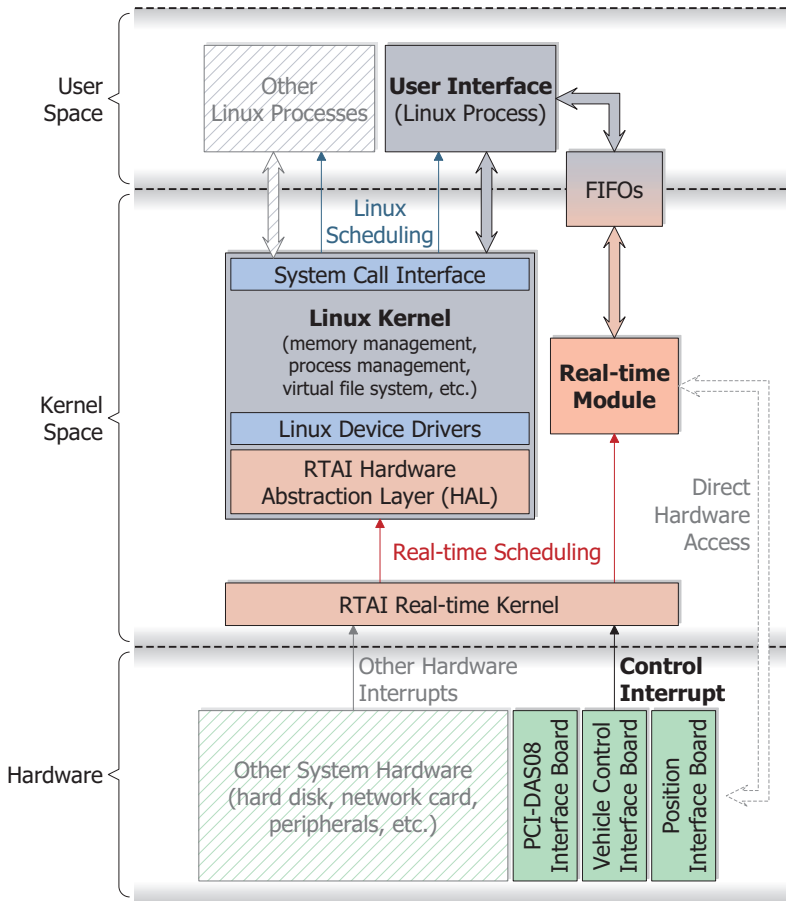 User
Space
Other
Linux Processes
User Interface
(Linux Process)
FIFOs
Linux
Scheduling
Kernel
Space
System Call Interface
Linux Kernel
(memory management,
process management,
virtual file system, etc.)
Linux Device Drivers
RTAI Hardware
Abstraction Layer (HAL)
Real-time
Module
Direct
Hardware
Access
Real-time Scheduling
RTAI Real-time Kernel
Other Hardware
Interrupts
Control
Interrupt
Hardware
Other System Hardware
(hard disk, network card,
peripherals, etc.)
PCI-DAS08
Interface Board
Vehicle Control
Interface Board
Position
Interface Board